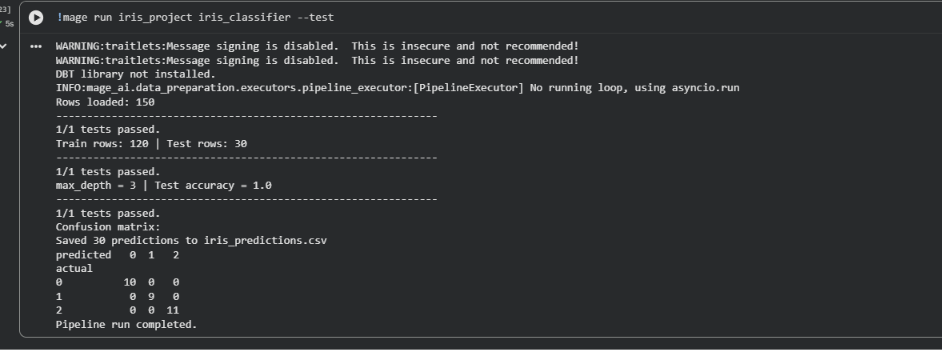 23]
5s
!mage run iris_project iris_classifier --test
... WARNING:traitlets:Message signing is disabled.  This is insecure and not recommended!
WARNING:traitlets:Message signing is disabled.  This is insecure and not recommended!
DBT library not installed.
INFO:mage_ai.data_preparation.executors.pipeline_executor:[PipelineExecutor] No running loop, using asyncio.run
Rows loaded: 150
--------------------------------------------------------------
1/1 tests passed.
Train rows: 120 | Test rows: 30
--------------------------------------------------------------
1/1 tests passed.
max_depth = 3 | Test accuracy = 1.0
--------------------------------------------------------------
1/1 tests passed.
Confusion matrix:
Saved 30 predictions to iris_predictions.csv
predicted   0  1   2
actual
0          10  0   0
1           0  9   0
2           0  0  11
Pipeline run completed.